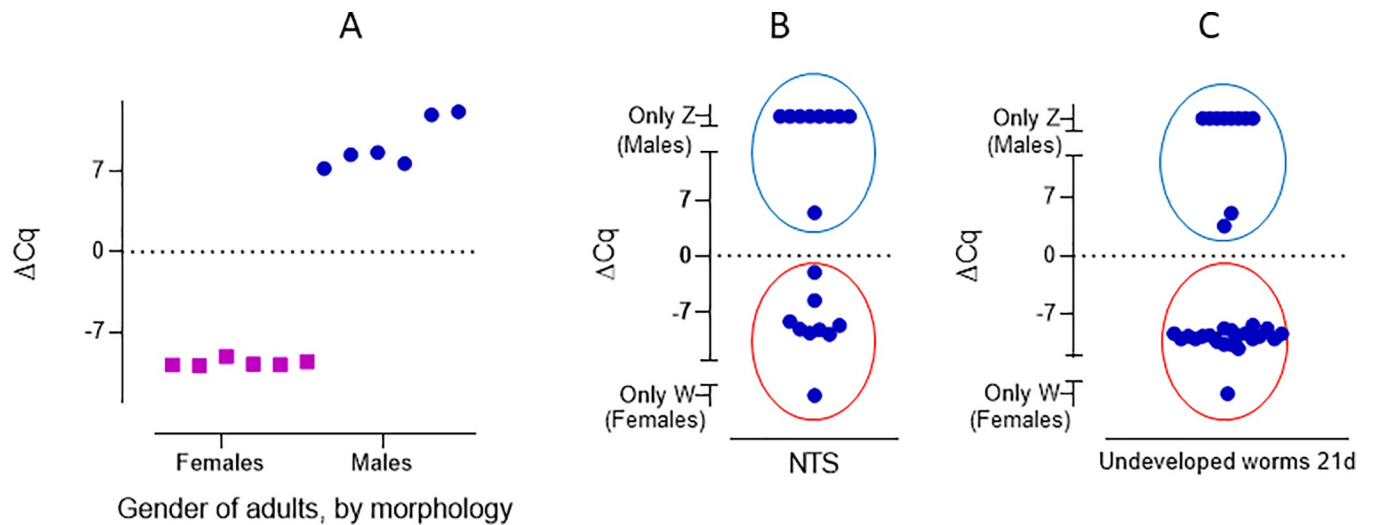 A
ΔCq
7
0
-7
Females Males
Gender of adults, by morphology
B
ΔCq
Only Z
(Males)
7
0
-7
Only W
(Females)
NTS
C
ΔCq
Only Z
(Males)
7
0
-7
Only W
(Females)
Undeveloped worms 21d